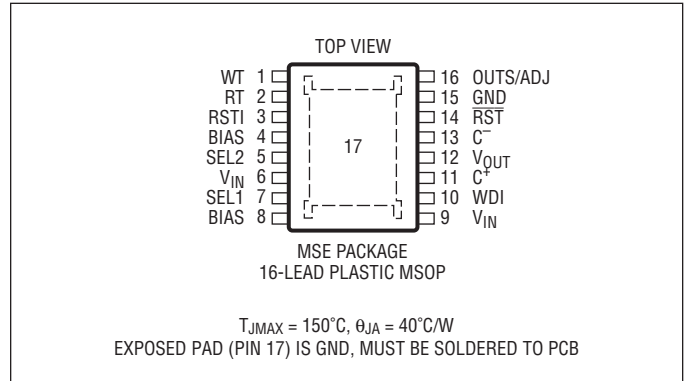 TOP VIEW
WT 1
RT 2
RSTI 3
BIAS 4
SEL2 5
VIN 6
SEL1 7
BIAS 8
17
16 OUTS/ADJ
15 GND
14 RST
13 C–
12 VOUT
11 C+
10 WDI
9 VIN
MSE PACKAGE
16-LEAD PLASTIC MSOP
TJMAX = 150°C, θJA = 40°C/W
EXPOSED PAD (PIN 17) IS GND, MUST BE SOLDERED TO PCB